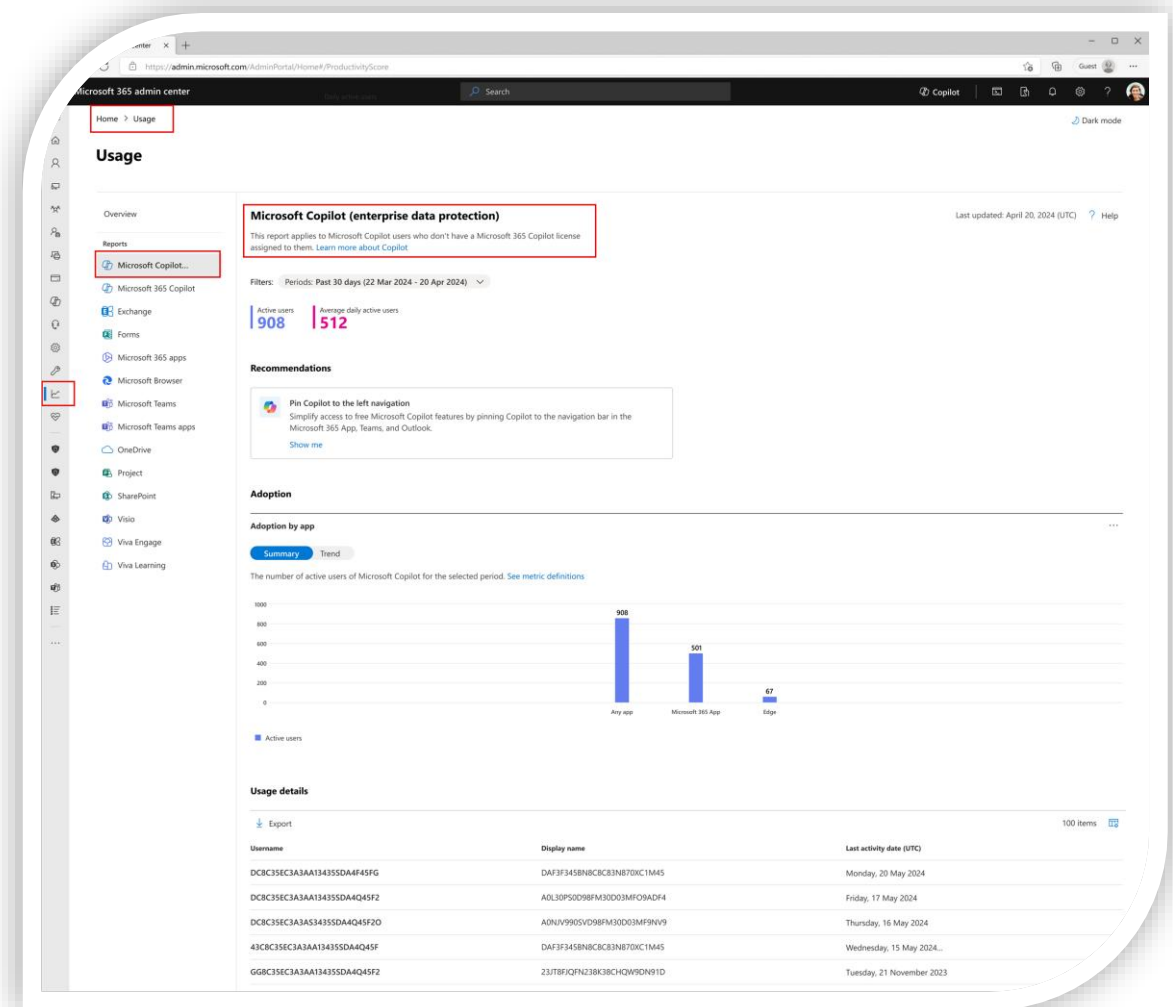 enter
https://admin.microsoft.com/AdminPortal/Home#/ProductivityScore
Guest
Microsoft 365 admin center
Daily active users
Search
Copilot
Home > Usage
Dark mode
Usage
Overview
Reports
Microsoft Copilot...
Microsoft 365 Copilot
Exchange
Forms
Microsoft 365 apps
Microsoft Browser
Microsoft Teams
Microsoft Teams apps
OneDrive
Project
SharePoint
Visio
Viva Engage
Viva Learning
Microsoft Copilot (enterprise data protection)
Last updated: April 20, 2024 (UTC)
? Help
This report applies to Microsoft Copilot users who don't have a Microsoft 365 Copilot license
assigned to them. Learn more about Copilot
Filters: Periods: Past 30 days (22 Mar 2024 - 20 Apr 2024)
Active users
908
Average daily active users
512
Recommendations
Pin Copilot to the left navigation
Simplify access to free Microsoft Copilot features by pinning Copilot to the navigation bar in the
Microsoft 365 App, Teams, and Outlook.
Show me
Adoption
Adoption by app
Summary Trend
The number of active users of Microsoft Copilot for the selected period. See metric definitions
1000
800
600
400
200
0
908
501
67
Any app
Microsoft 365 App
Edge
Active users
Usage details
Export
100 items
Username Display name Last activity date (UTC)
DC8C35EC3A3AA13435SDA4F45FG DAF3F345BN8C8C83N870XC1M45 Monday, 20 May 2024
DC8C35EC3A3AA13435SDA4Q45F2 A0L30PS0D98FM30D03MFO9ADF4 Friday, 17 May 2024
DC8C35EC3A3AS3435SDA4Q45F2O A0NJV990SVD98FM30D03MF9NV9 Thursday, 16 May 2024
43C8C35EC3A3AA13435SDA4Q45F DAF3F345BN8C8C83N870XC1M45 Wednesday, 15 May 2024...
GG8C35EC3A3AA13435SDA4Q45F2 23JT8FJQFN238K38CHQW9DN91D Tuesday, 21 November 2023